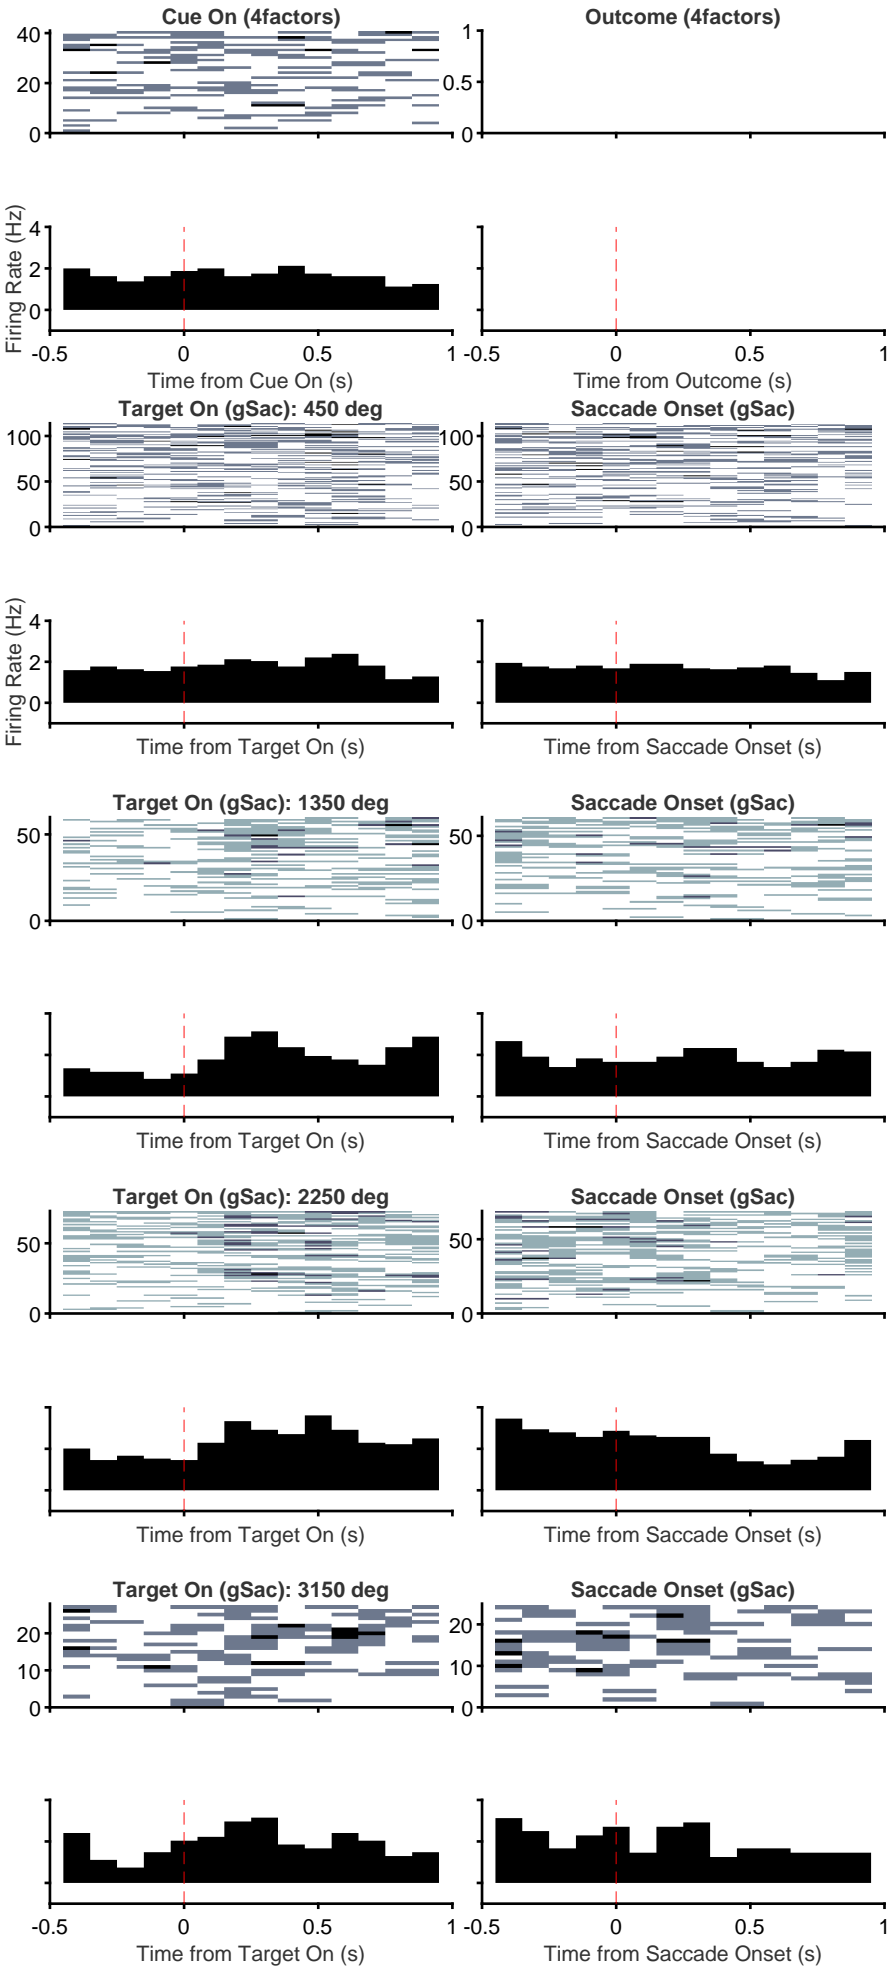 Cue On (4factors) Outcome (4factors)
40
20
0
1
0.5
0
Firing Rate (Hz)
4
2
0
-0.5 0 0.5 1 -0.5 0 0.5 1
Time from Cue On (s) Time from Outcome (s)
Target On (gSac): 450 deg Saccade Onset (gSac)
100
50
0
100
50
0
Firing Rate (Hz)
4
2
0
Time from Target On (s) Time from Saccade Onset (s)
Target On (gSac): 1350 deg Saccade Onset (gSac)
50
0
50
0
Time from Target On (s) Time from Saccade Onset (s)
Target On (gSac): 2250 deg Saccade Onset (gSac)
50
0
50
0
Time from Target On (s) Time from Saccade Onset (s)
Target On (gSac): 3150 deg Saccade Onset (gSac)
20
10
0
20
10
0
-0.5 0 0.5 1 -0.5 0 0.5 1
Time from Target On (s) Time from Saccade Onset (s)